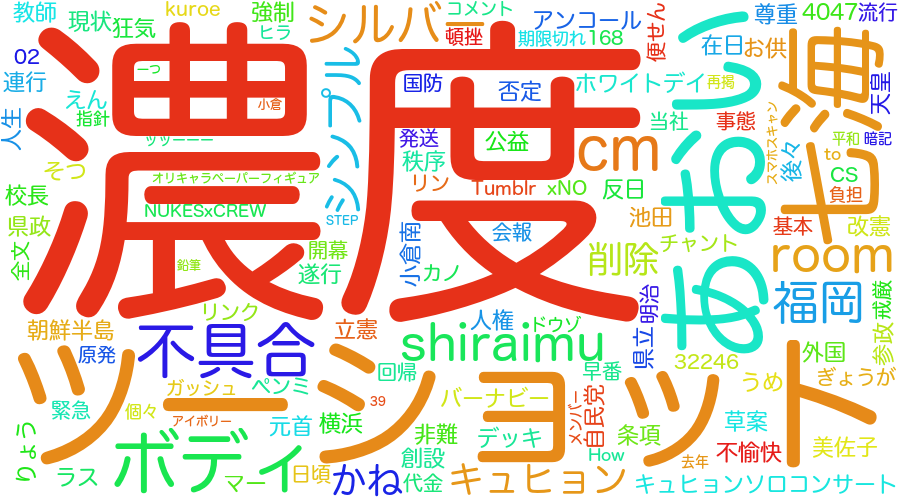 教師
現状
狂気
kuroe
強制
ヒラ
シルバー
コメント
アンコール
尊重
4047
流行
02
一つ
小倉
頓挫
期限切れ
168
便せん
在日
お供
七海
連行
えん
指針
ッッーーー
シンプル
国防
否定
ホワイトデイ
再掲
天皇
人生
濃度
発送
公益
当社
事態
スマホスキャン
平和
暗記
そつ
オリキャラペーパーフィギュア
秩序
cm
あおい
後々
to
CS
校長
NUKESxCREW
STEP
リン
Tumblr
xNO
反日
負担
県政
池田
基本
改憲
全文
鉛筆
開幕
遂行
小倉南
カノ
会報
削除
チャント
room
リンク
福岡
戒厳
朝鮮半島
立憲
人権
ドウゾ
明治
参政
原発
不具合
shiraimu
県立
32246
外国
ツーショット
回帰
早番
うめ
ぎょうが
緊急
個々
ガッシュ
ペンミ
39
バーナビー
メンバー
自民党
アイボリー
元首
横浜
非難
デッキ
条項
草案
美佐子
りょう
ボディ
創設
How
去年
不愉快
ラス
マー
日頃
かね
代金
キュヒョン
キュヒョンソロコンサート